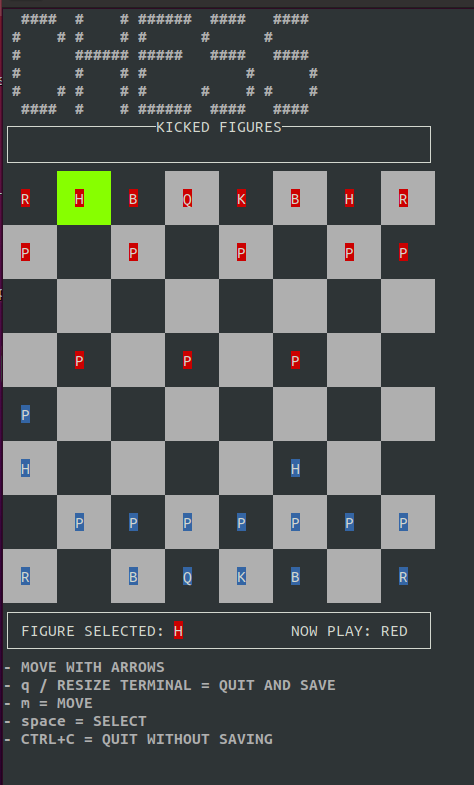 CHESS
KICKED FIGURES
R H B Q K B H R
P P P P P
P P P
P
H H
P P P P P P P
R B Q K B R
FIGURE SELECTED: H NOW PLAY: RED
- MOVE WITH ARROWS
- q / RESIZE TERMINAL = QUIT AND SAVE
- m = MOVE
- space = SELECT
- CTRL+C = QUIT WITHOUT SAVING